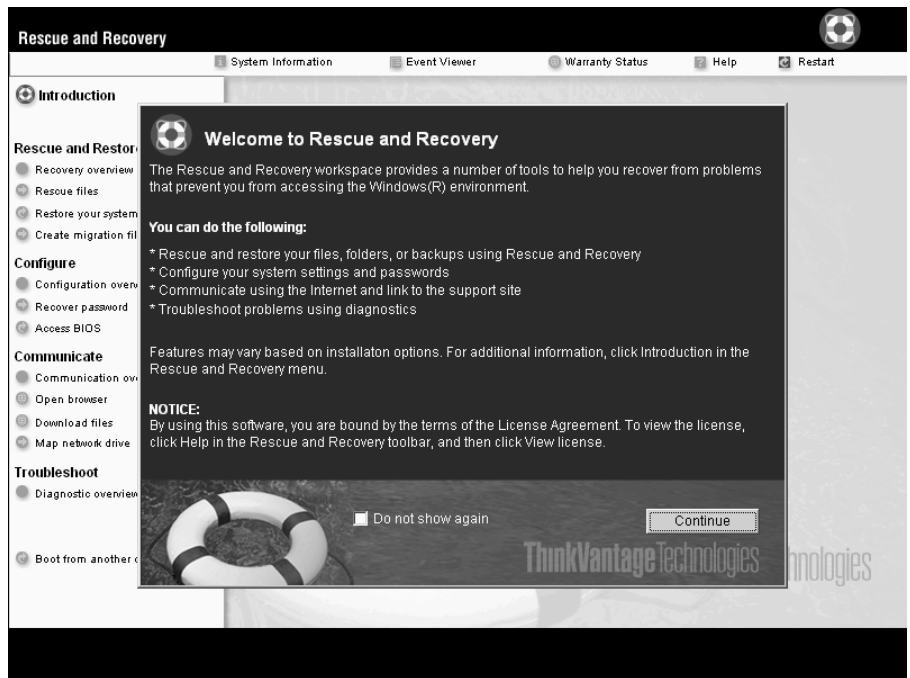 Rescue and Recovery
System Information
Event Viewer
Warranty Status
Help
Restart
Introduction
Rescue and Restor
Recovery overview
Rescue files
Restore your system
Create migration fil
Configure
Configuration overv
Recover password
Access BIOS
Communicate
Communication ov
Open browser
Download files
Map network drive
Troubleshoot
Diagnostic overview
Boot from another
Welcome to Rescue and Recovery
The Rescue and Recovery workspace provides a number of tools to help you recover from problems
that prevent you from accessing the Windows(R) environment.
You can do the following:
* Rescue and restore your files, folders, or backups using Rescue and Recovery
* Configure your system settings and passwords
* Communicate using the Internet and link to the support site
* Troubleshoot problems using diagnostics
Features may vary based on installaton options. For additional information, click Introduction in the
Rescue and Recovery menu.
NOTICE:
By using this software, you are bound by the terms of the License Agreement. To view the license,
click Help in the Rescue and Recovery toolbar, and then click View license.
Do not show again
Continue
ThinkVantage Technologies
hnologies